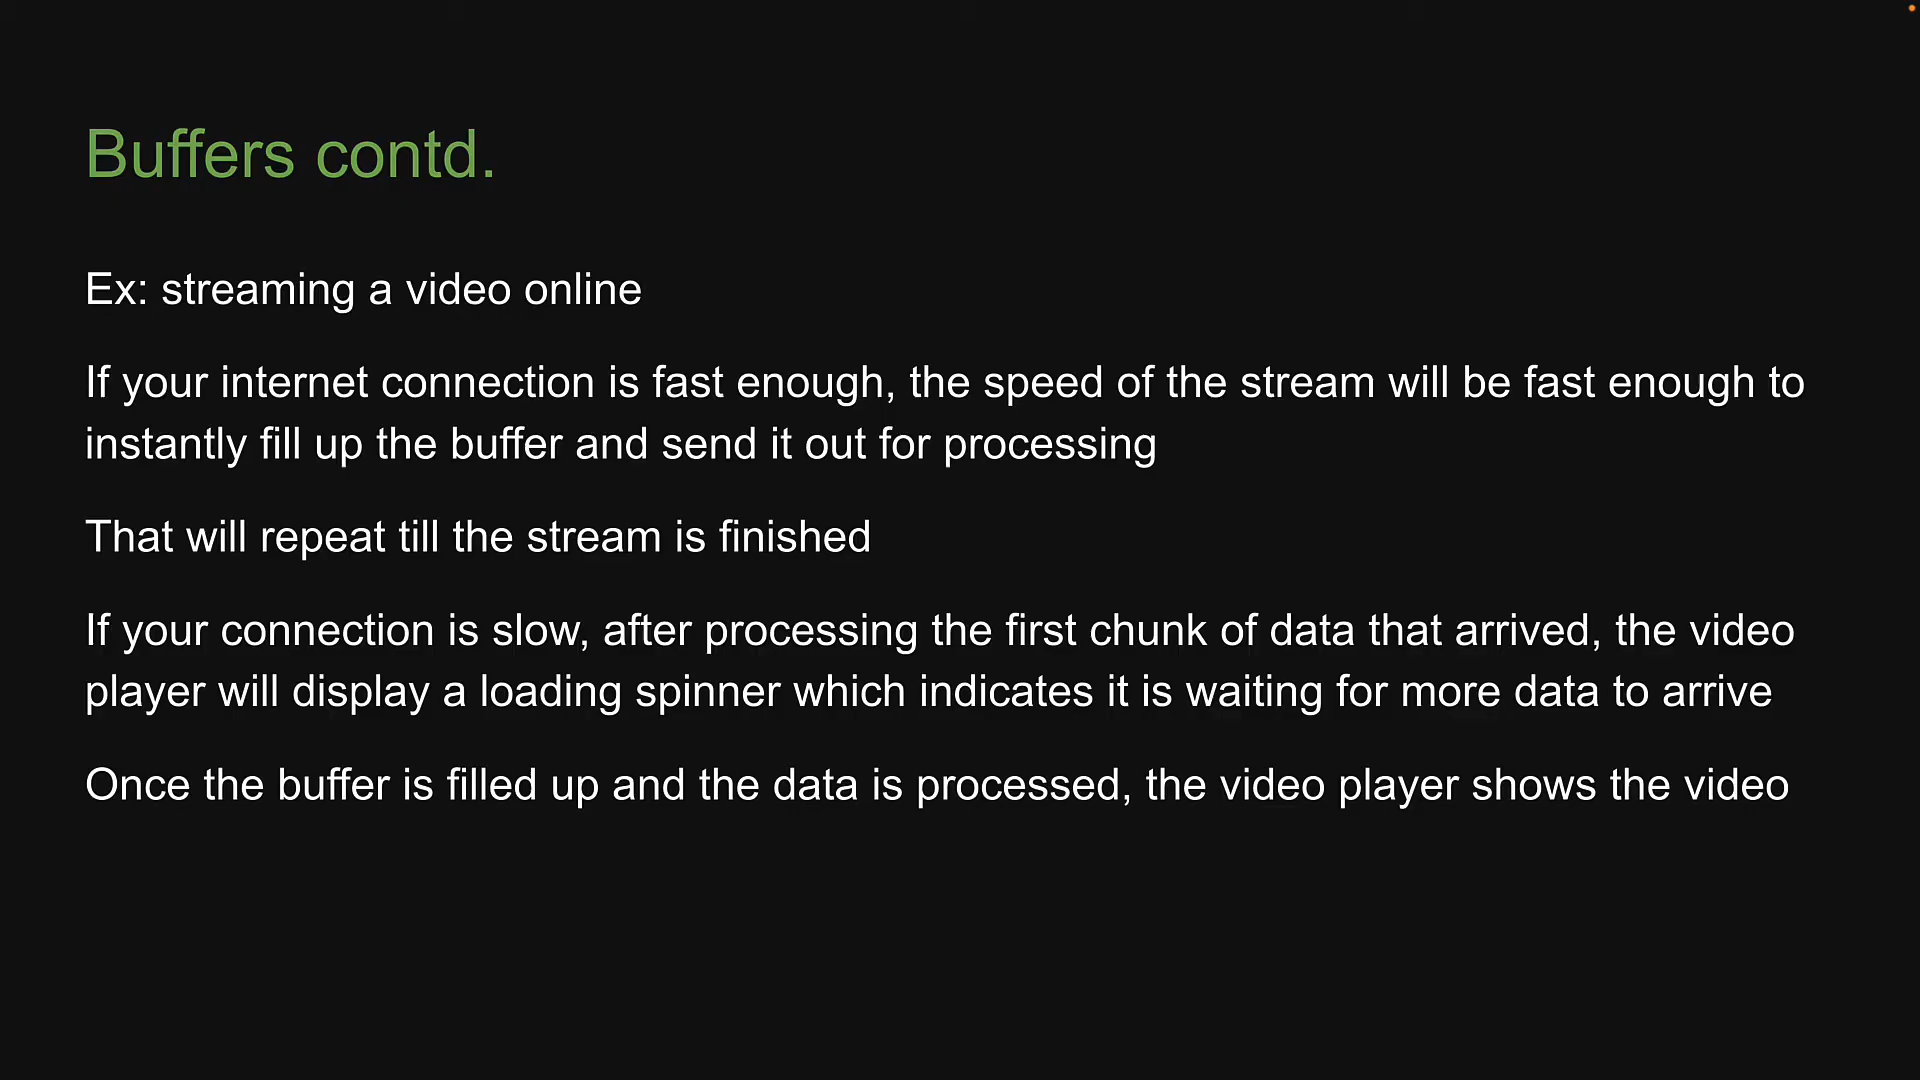 Buffers contd.
Ex: streaming a video online
If your internet connection is fast enough, the speed of the stream will be fast enough to
instantly fill up the buffer and send it out for processing
That will repeat till the stream is finished
If your connection is slow, after processing the first chunk of data that arrived, the video
player will display a loading spinner which indicates it is waiting for more data to arrive
Once the buffer is filled up and the data is processed, the video player shows the video